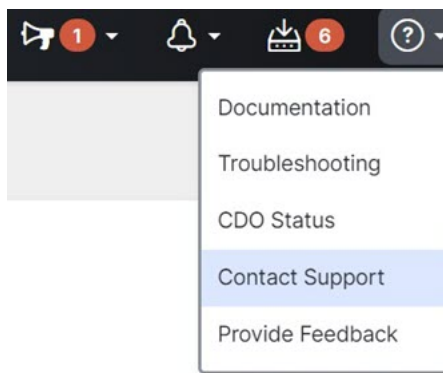 1
6
?
Documentation
Troubleshooting
CDO Status
Contact Support
Provide Feedback